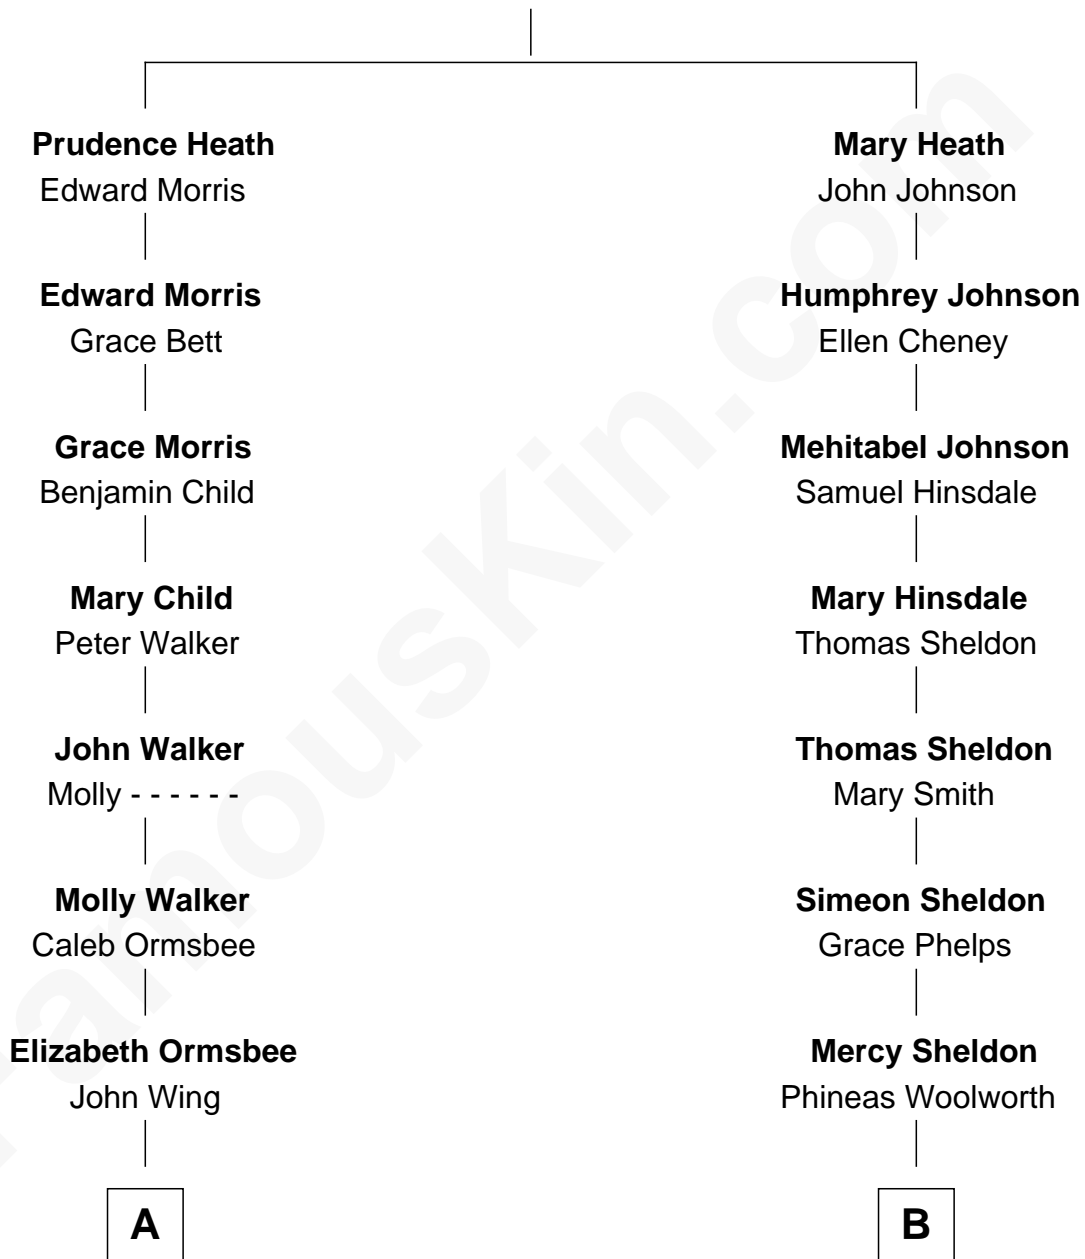 Prudence Heath
Edward Morris
Mary Heath
John Johnson
Edward Morris
Grace Bett
Humphrey Johnson
Ellen Cheney
Grace Morris
Benjamin Child
Mehitabel Johnson
Samuel Hinsdale
Mary Child
Peter Walker
Mary Hinsdale
Thomas Sheldon
John Walker
Molly - - - - - -
Thomas Sheldon
Mary Smith
Molly Walker
Caleb Ormsbee
Simeon Sheldon
Grace Phelps
Elizabeth Ormsbee
John Wing
Mercy Sheldon
Phineas Woolworth
A
B
FamousKin.com